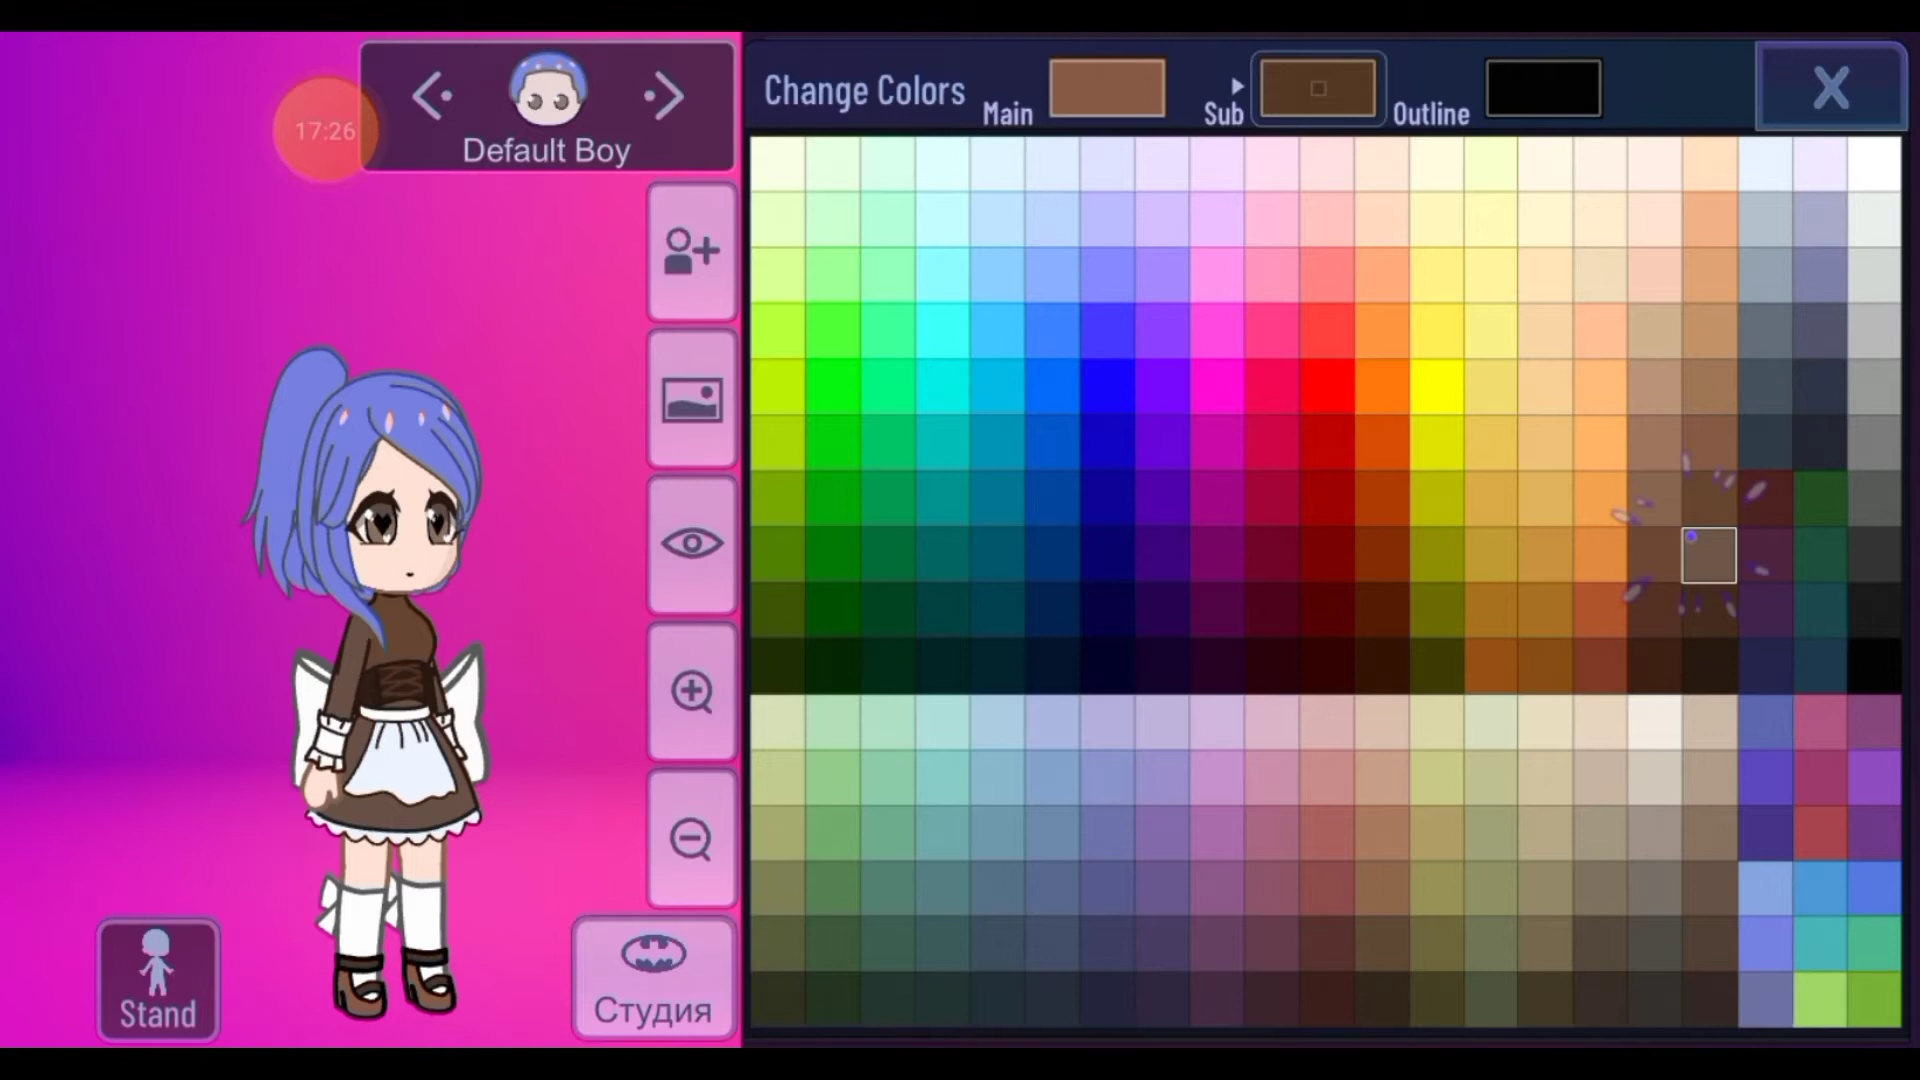 17:26
Default Boy
Change Colors
Main
Sub
Outline
X
Stand
Студия